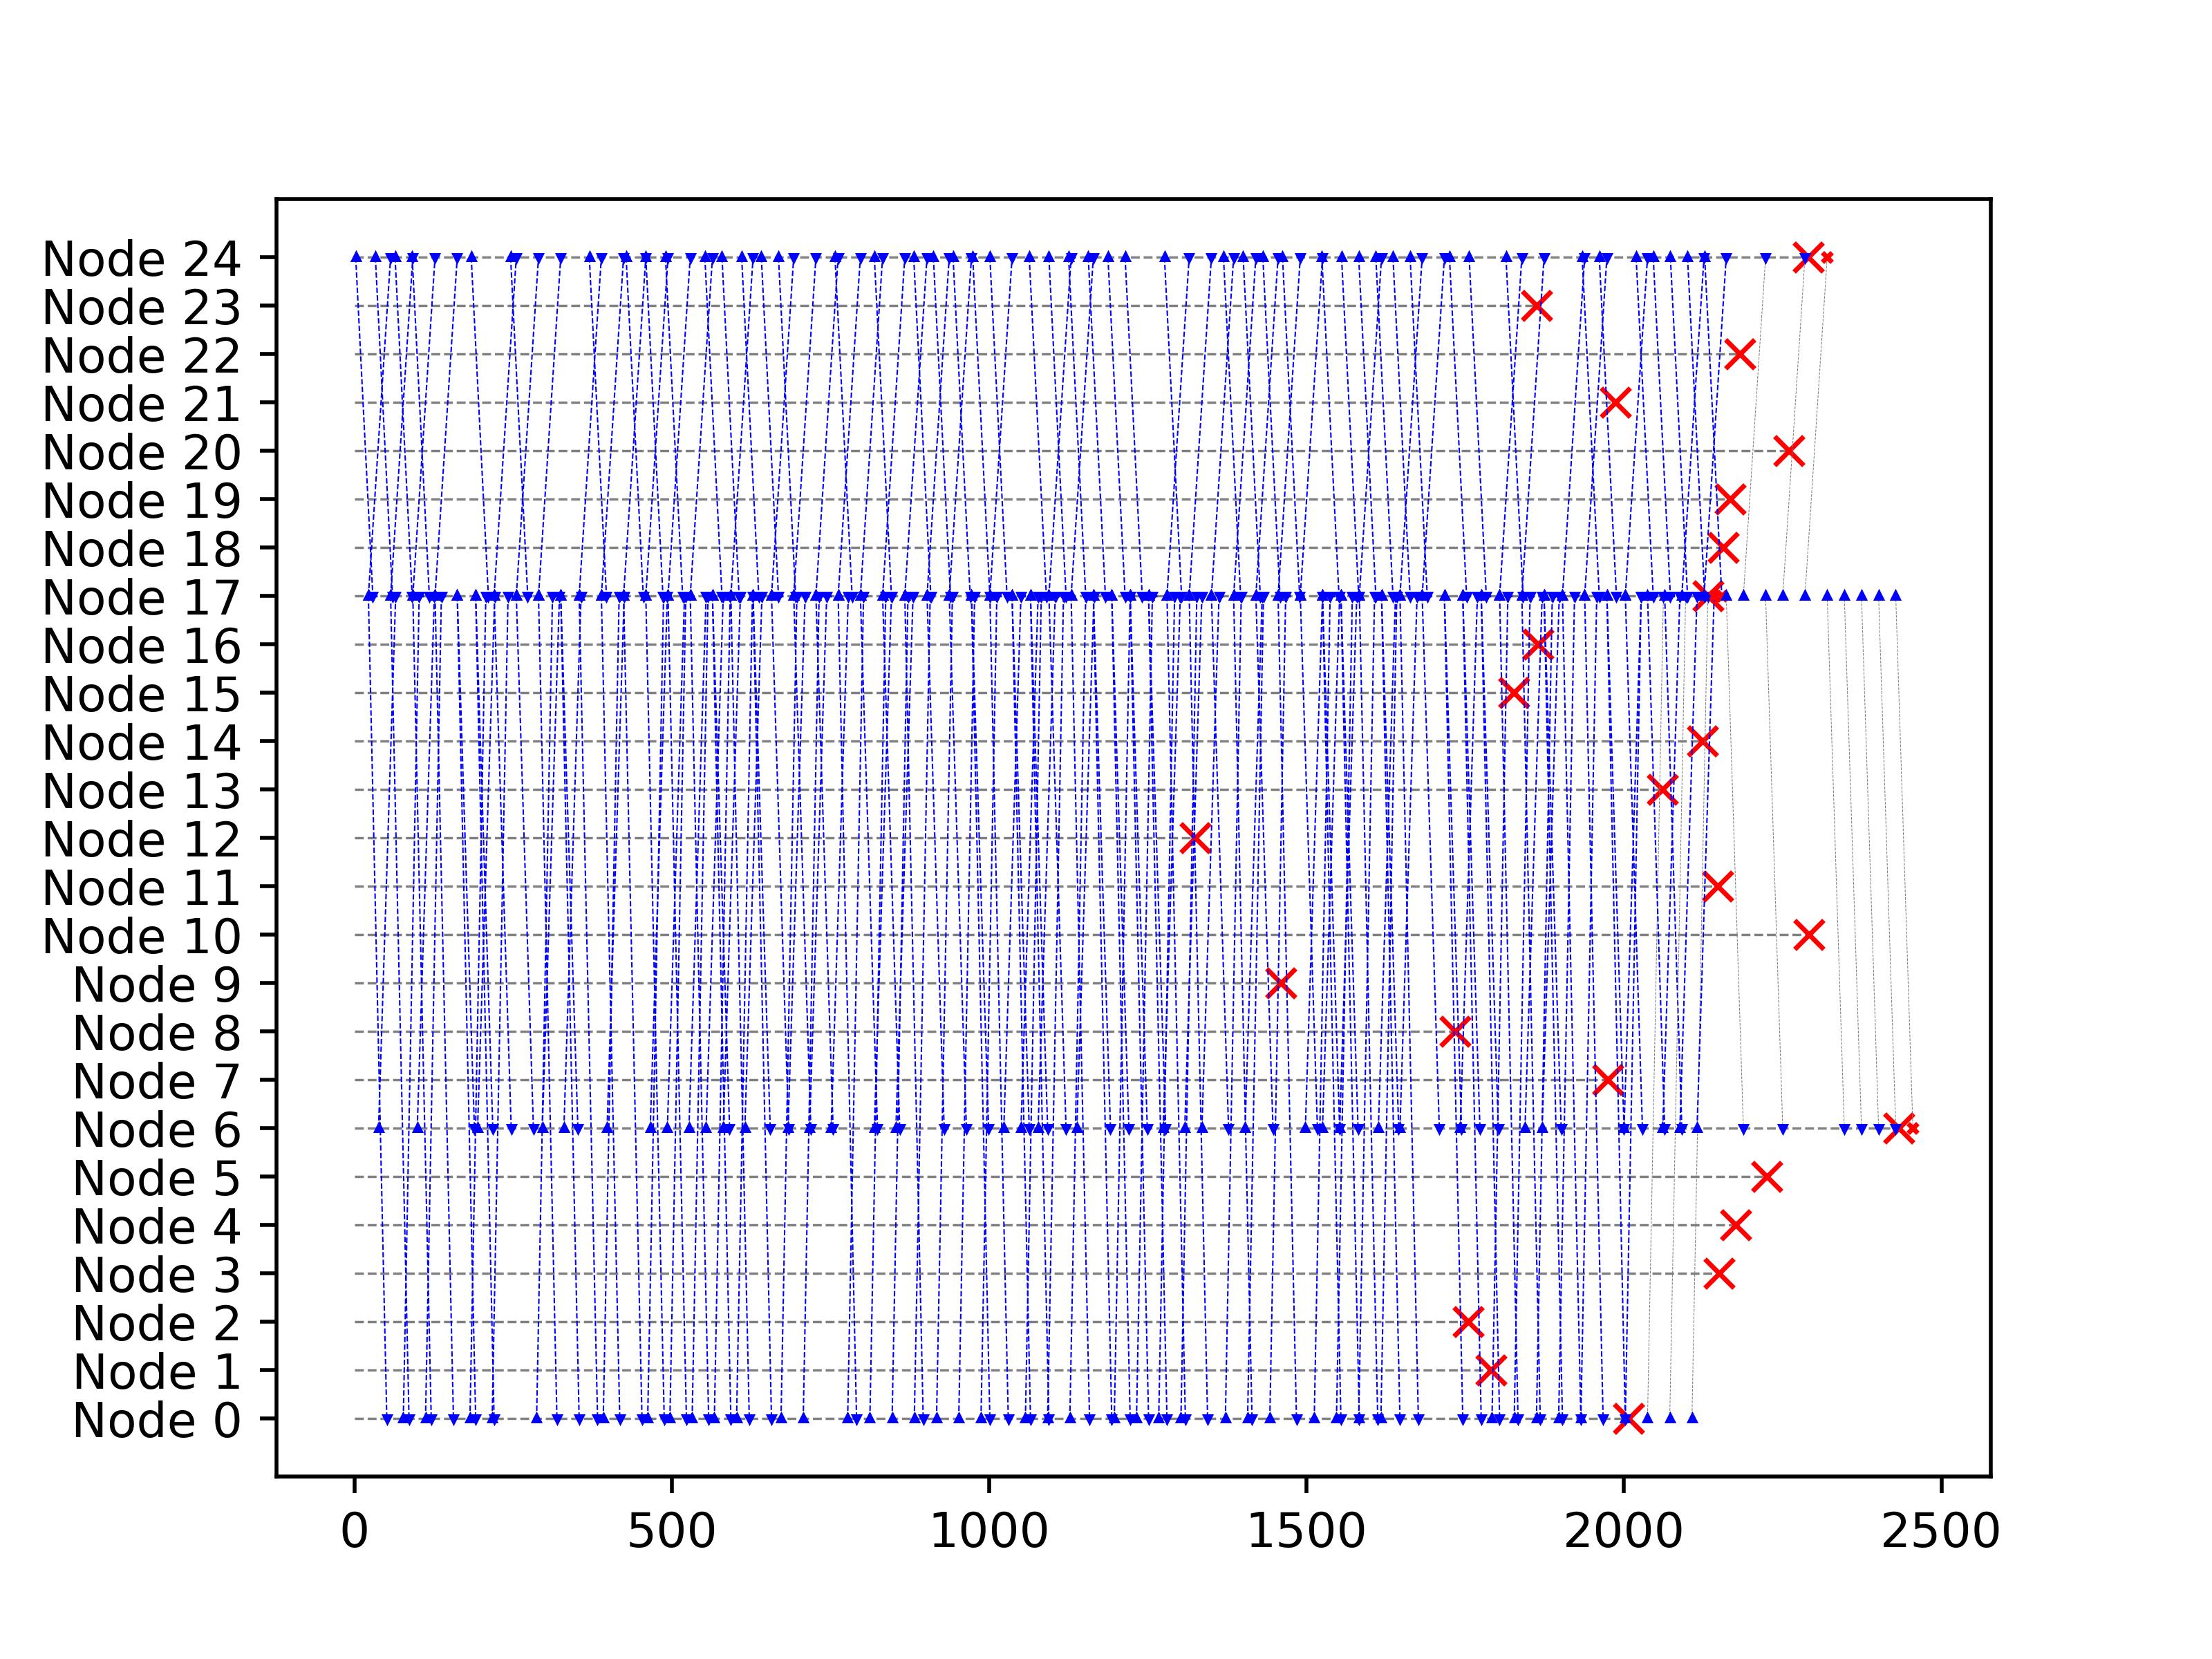 Node 24
Node 23
Node 22
Node 21
Node 20
Node 19
Node 18
Node 17
Node 16
Node 15
Node 14
Node 13
Node 12
Node 11
Node 10
Node 9
Node 8
Node 7
Node 6
Node 5
Node 4
Node 3
Node 2
Node 1
Node 0
0 500 1000 1500 2000 2500